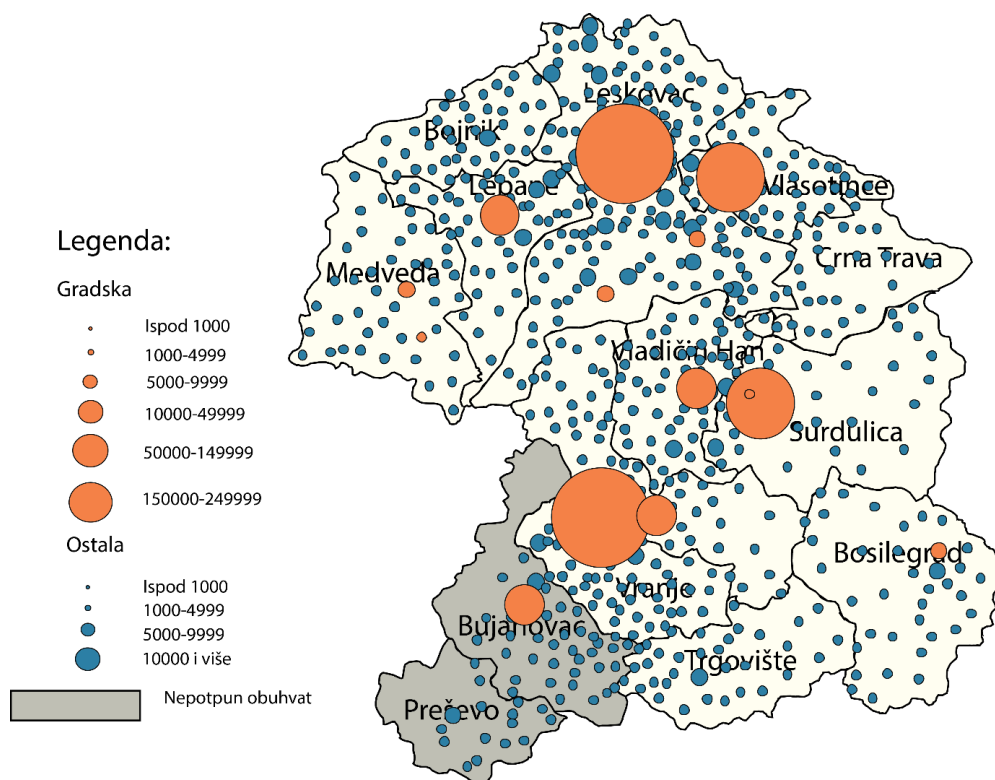 Leskovac
Bojnik
Lebane
Vlasotince
Legenda:
Medveđa
Crna Trava
Gradska
Ispod 1000
1000-4999
5000-9999
10000-49999
50000-149999
150000-249999
Vladičin Han
Surdulica
Ostala
Ispod 1000
1000-4999
5000-9999
10000 i više
Nepotpun obuhvat
Bosilegrad
Vranje
Bujanovac
Trgovište
Preševo